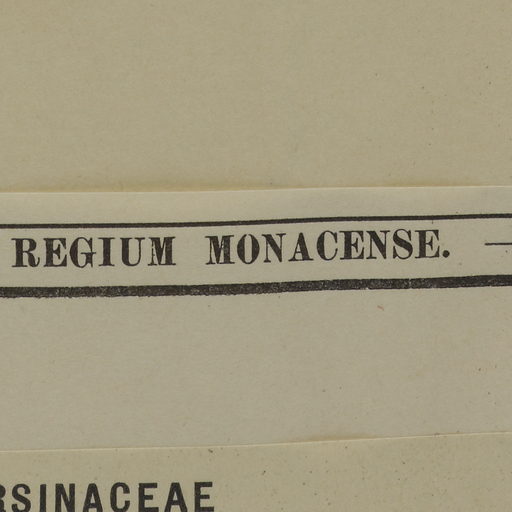 REGIUM MONACENSE. —
RSINACEAE